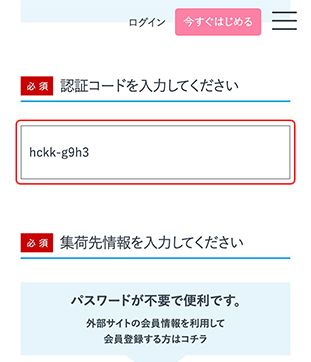 ログイン
今すぐはじめる
必須
認証コードを入力してください
hckk-g9h3
必須
集荷先情報を入力してください
パスワードが不要で便利です。
外部サイトの会員情報を利用して
会員登録する方はコチラ